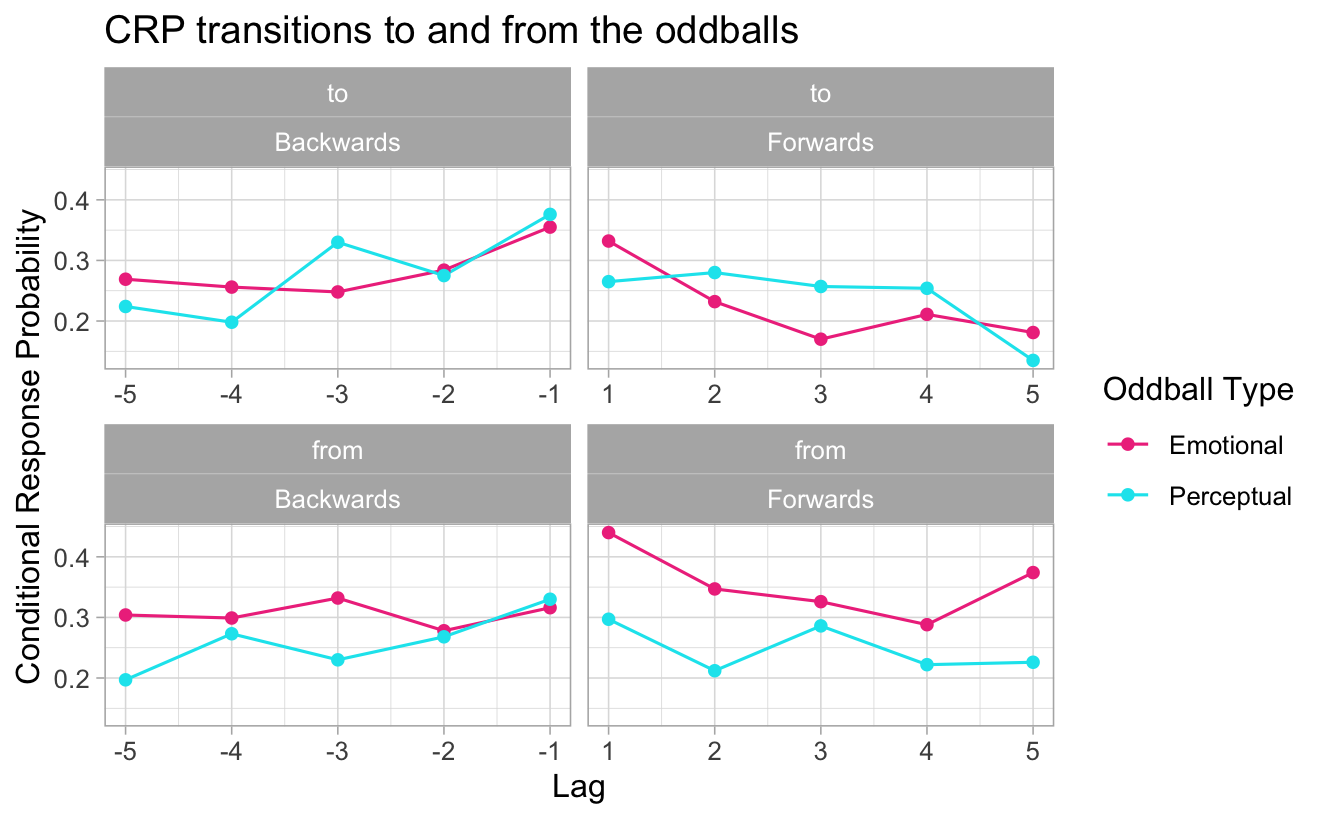 CRP transitions to and from the oddballs
to
to
Backwards
Forwards
Conditional Response Probability
0.4
0.3
0.2
-5 -4 -3 -2 -1
1 2 3 4 5
from
from
Backwards
Forwards
0.4
0.3
0.2
-5 -4 -3 -2 -1
1 2 3 4 5
Lag
Oddball Type
Emotional
Perceptual